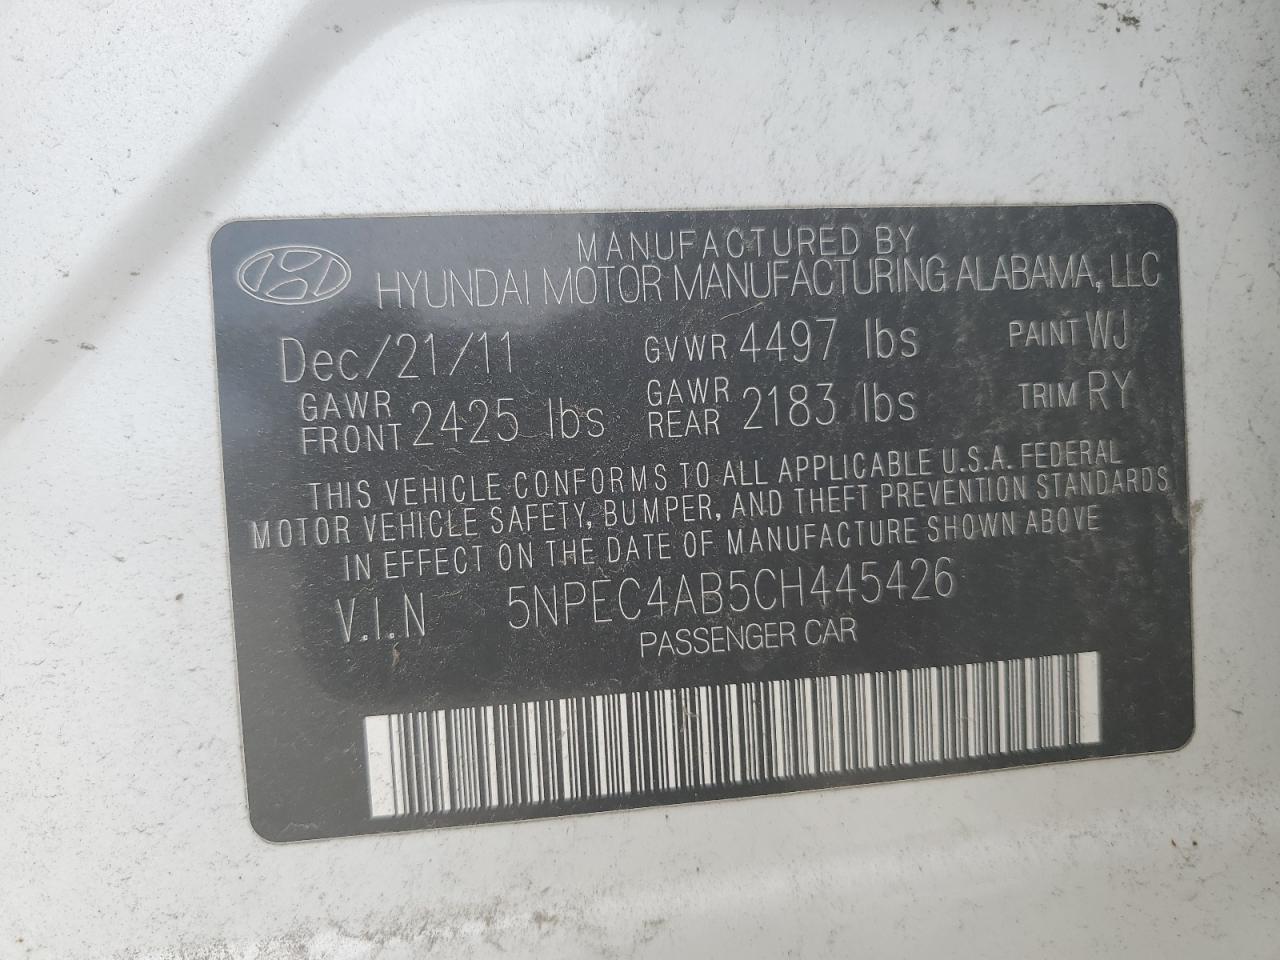 MANUFACTURED BY
HYUNDAI MOTOR MANUFACTURING ALABAMA, LLC
Dec/21/11 GVWR 4497 lbs PAINT WJ
GAWR FRONT 2425 lbs GAWR REAR 2183 lbs TRIM RY
THIS VEHICLE CONFORMS TO ALL APPLICABLE U.S.A. FEDERAL
MOTOR VEHICLE SAFETY, BUMPER, AND THEFT PREVENTION STANDARDS
IN EFFECT ON THE DATE OF MANUFACTURE SHOWN ABOVE
V.I.N 5NPEC4AB5CH445426
PASSENGER CAR